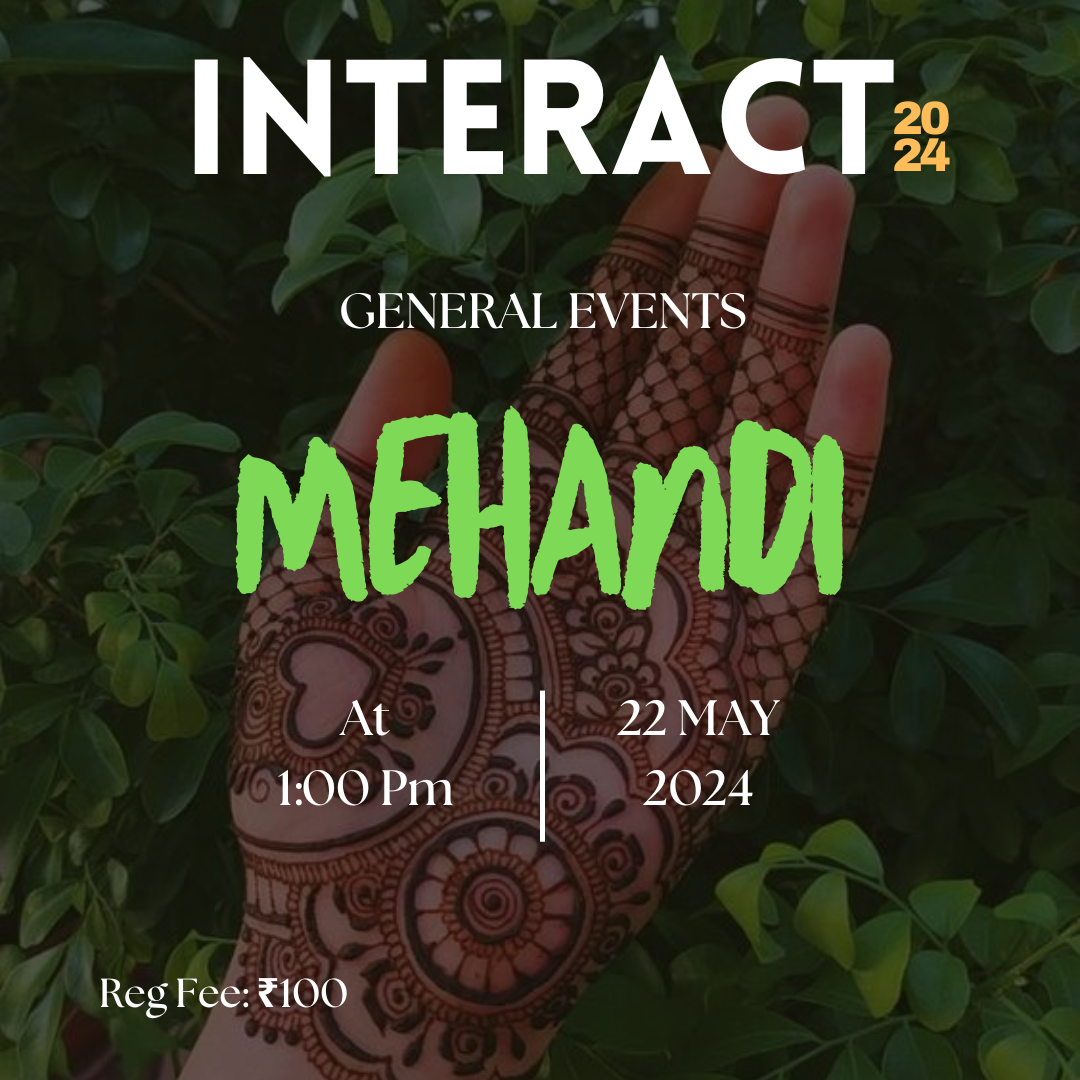 INTERACT 20
24
GENERAL EVENTS
MEHANDI
At
1:00 Pm
22 MAY
2024
Reg Fee: ₹100